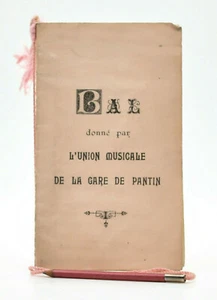 BAL
donné par
L'UNION MUSICALE
DE LA GARE DE PANTIN